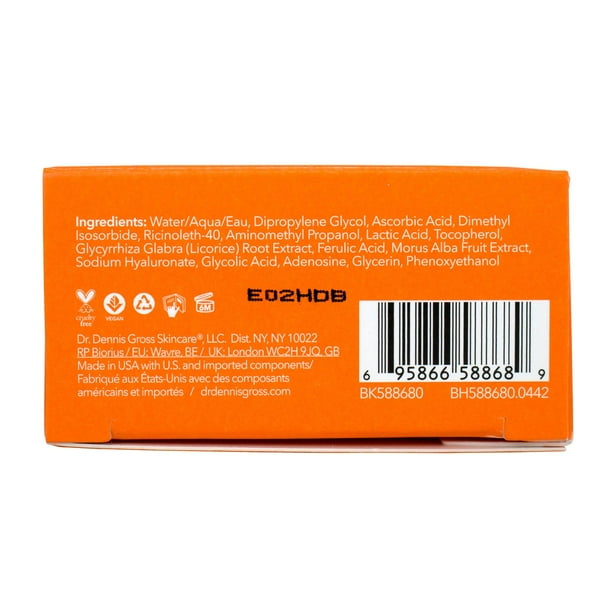 Ingredients: Water/Aqua/Eau, Dipropylene Glycol, Ascorbic Acid, Dimethyl
Isosorbide, Ricinoleth-40, Aminomethyl Propanol, Lactic Acid, Tocopherol,
Glycyrrhiza Glabra (Licorice) Root Extract, Ferulic Acid, Morus Alba Fruit Extract,
Sodium Hyaluronate, Glycolic Acid, Adenosine, Glycerin, Phenoxyethanol
cruelty
free
VEGAN
6M
E02HDB
Dr. Dennis Gross Skincare®, LLC. Dist. NY, NY 10022
RP Biorius / EU: Wavre, BE / UK: London WC2H 9JQ, GB
Made in USA with U.S. and imported components/
Fabriqué aux États-Unis avec des composants
américains et importés / drdennisgross.com
6 95866 58868 9
BK588680 BH588680.0442